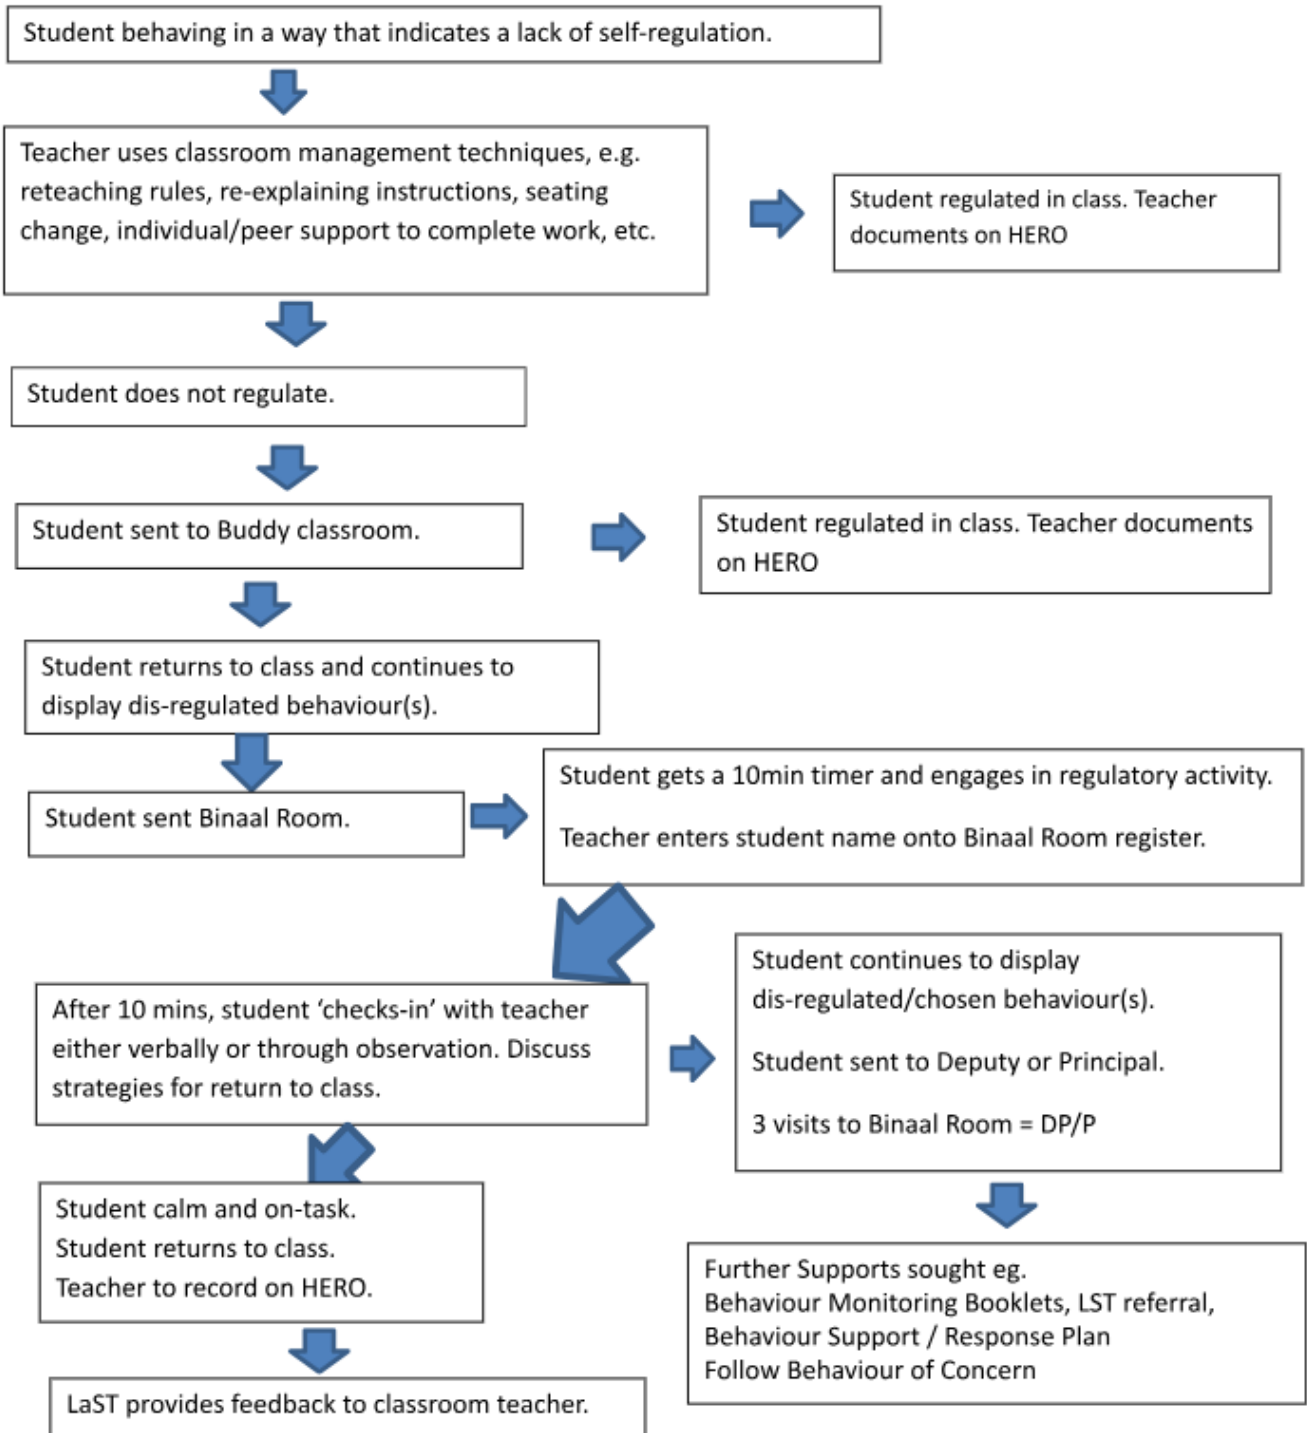 Student behaving in a way that indicates a lack of self-regulation.
Teacher uses classroom management techniques, e.g.
reteaching rules, re-explaining instructions, seating
change, individual/peer support to complete work, etc.
Student regulated in class. Teacher
documents on HERO
Student does not regulate.
Student sent to Buddy classroom.
Student regulated in class. Teacher documents
on HERO
Student returns to class and continues to
display dis-regulated behaviour(s).
Student sent Binaal Room.
Student gets a 10min timer and engages in regulatory activity.
Teacher enters student name onto Binaal Room register.
After 10 mins, student ‘checks-in’ with teacher
either verbally or through observation. Discuss
strategies for return to class.
Student continues to display
dis-regulated/chosen behaviour(s).
Student sent to Deputy or Principal.
3 visits to Binaal Room = DP/P
Student calm and on-task.
Student returns to class.
Teacher to record on HERO.
Further Supports sought eg.
Behaviour Monitoring Booklets, LST referral,
Behaviour Support / Response Plan
Follow Behaviour of Concern
LaST provides feedback to classroom teacher.